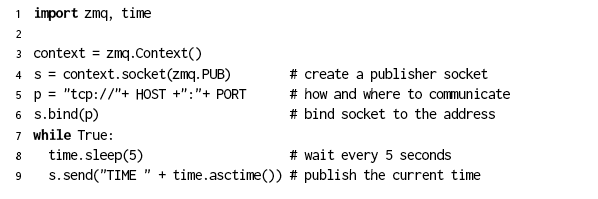 1 import zmq, time
2
3 context = zmq.Context()
4 s = context.socket(zmq.PUB) # create a publisher socket
5 p = "tcp://"+ HOST +":"+ PORT # how and where to communicate
6 s.bind(p) # bind socket to the address
7 while True:
8 time.sleep(5) # wait every 5 seconds
9 s.send("TIME " + time.asctime()) # publish the current time